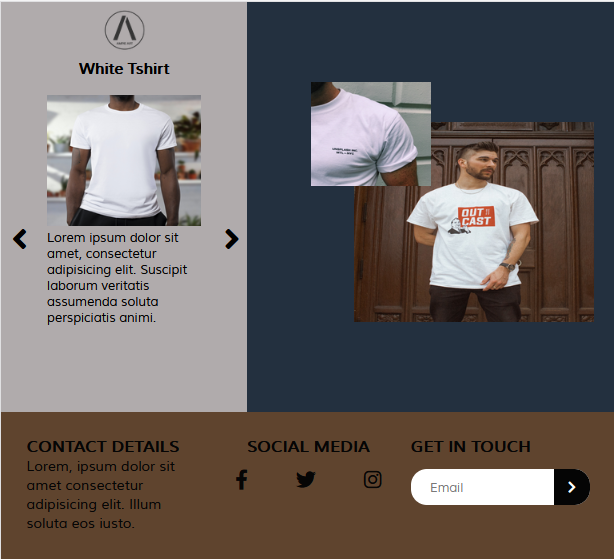 White Tshirt
Lorem ipsum dolor sit
amet, consectetur
adipisicing elit. Suscipit
laborum veritatis
assumenda soluta
perspiciatis animi.
OUT
CAST
CONTACT DETAILS
Lorem, ipsum dolor sit
amet consectetur
adipisicing elit. Illum
soluta eos iusto.
SOCIAL MEDIA
GET IN TOUCH
Email